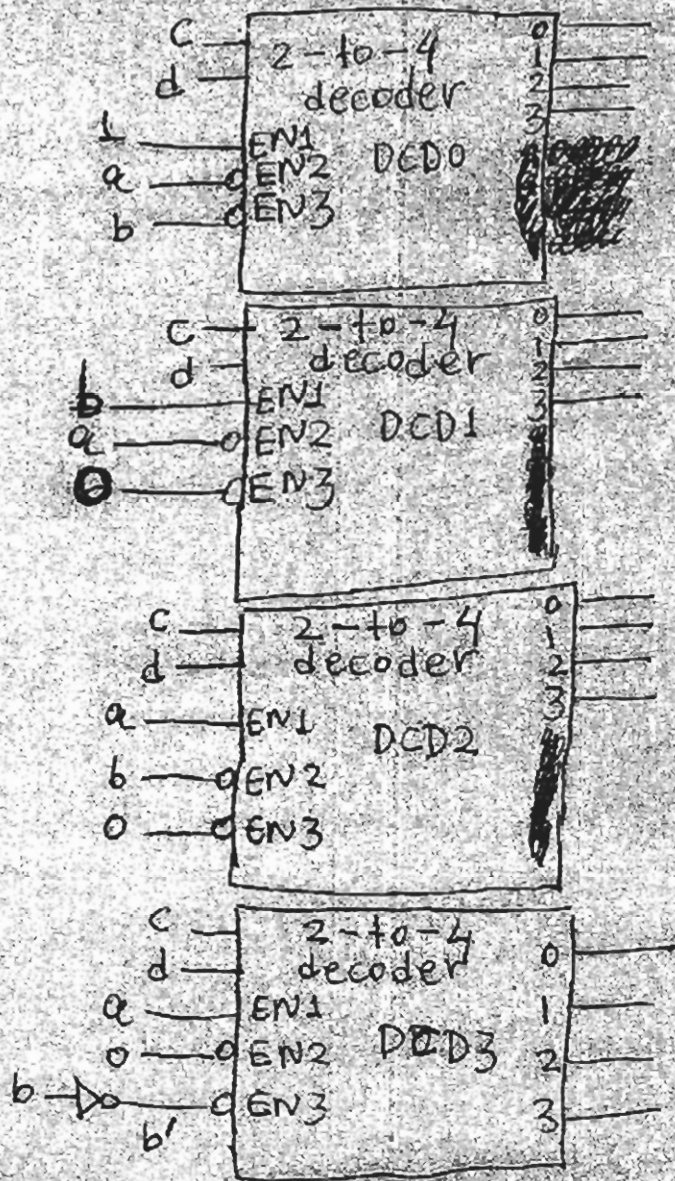 c 2-to-4 0
d decoder 1
2
3
1 EN1 DCD0
a EN2
b EN3
c 2-to-4 0
d decoder 1
2
b EN1 3
a EN2 DCD1
0 EN3
c 2-to-4 0
d decoder 1
2
a EN1 DCD2 3
b EN2
0 EN3
c 2-to-4
d decoder 0
a EN1 1
0 EN2 DCD3 2
b b' EN3 3